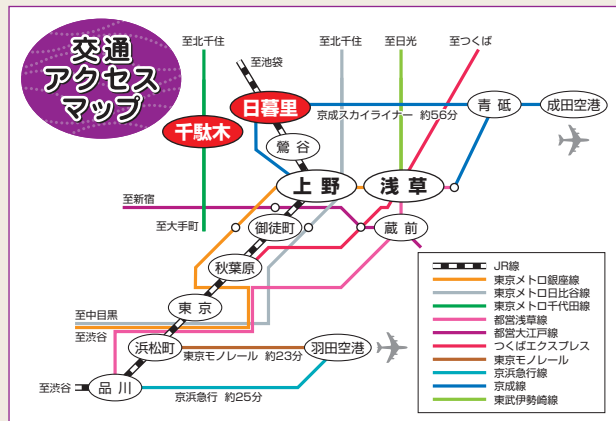 交通
アクセス
マップ
至北千住
至池袋
至北千住
至日光
至つくば
千駄木
日暮里
京成スカイライナー 約56分
青砥
成田空港
鶯谷
上野
浅草
至新宿
至大手町
御徒町
蔵前
秋葉原
東京
至中目黒
至渋谷
浜松町
東京モノレール 約23分
羽田空港
至渋谷
品川
京浜急行 約25分
JR線
東京メトロ銀座線
東京メトロ日比谷線
東京メトロ千代田線
都営浅草線
都営大江戸線
つくばエクスプレス
東京モノレール
京浜急行線
京成線
東武伊勢崎線